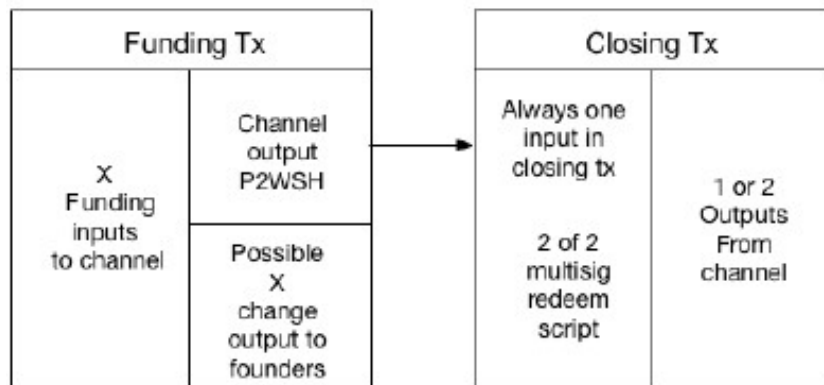 Funding Tx
X
Funding
inputs
to channel
Channel
output
P2WSH
Possible
X
change
output to
founders
Closing Tx
Always one
input in
closing tx
2 of 2
multisig
redeem
script
1 or 2
Outputs
From
channel